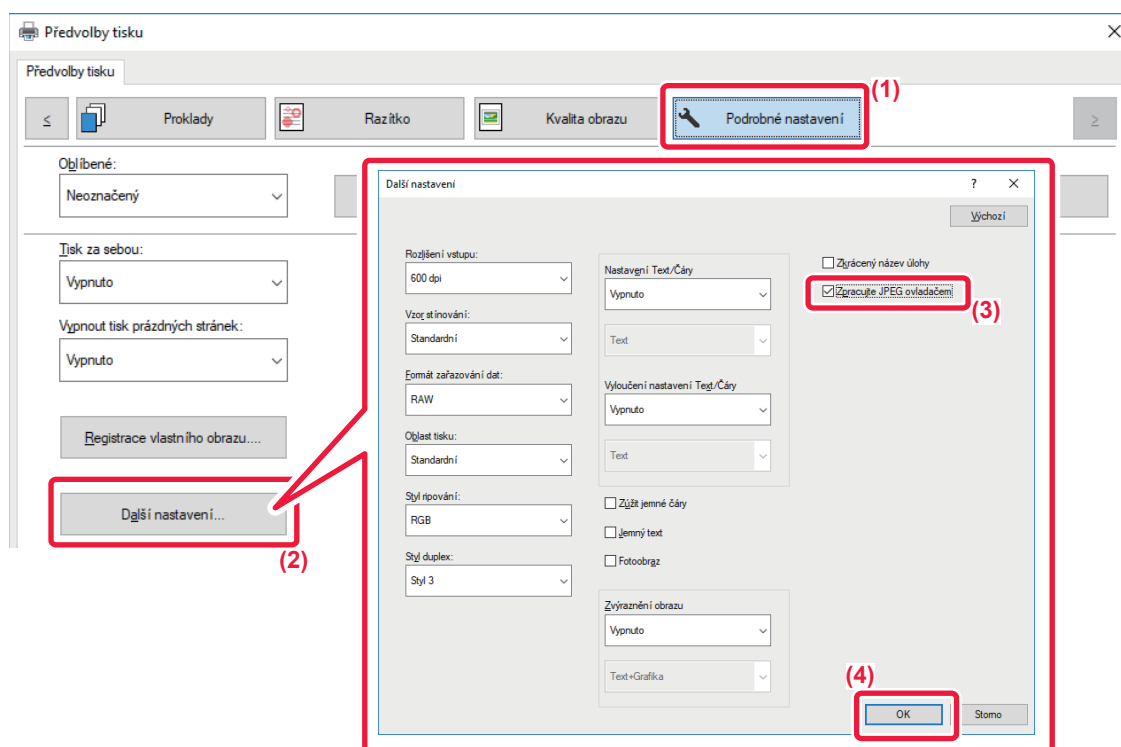 Předvolby tisku
Předvolby tisku
(1)
< Proklady Razítko Kvalita obrazu Podrobné nastavení >
Oblíbené:
Neoznačený
Tisk za sebou:
Vypnuto
Vypnout tisk prázdných stránek:
Vypnuto
Registrace vlastního obrazu....
Další nastavení...
(2)
Další nastavení ?
Výchozí
Rozlišení vstupu:
600 dpi
Vzor stínování:
Standardní
Formát zařazování dat:
RAW
Oblast tisku:
Standardní
Styl ripování:
RGB
Styl duplex:
Styl 3
Nastavení Text/Čáry
Vypnuto
Text
Vyloučení nastavení Text/Čáry
Vypnuto
Text
Zúžit jemné čáry
Jemný text
Fotoobraz
Zvýraznění obrazu
Vypnuto
Text+Grafika
Zkrácený název úlohy
Zpracujte JPEG ovladačem
(3)
(4)
OK Storno